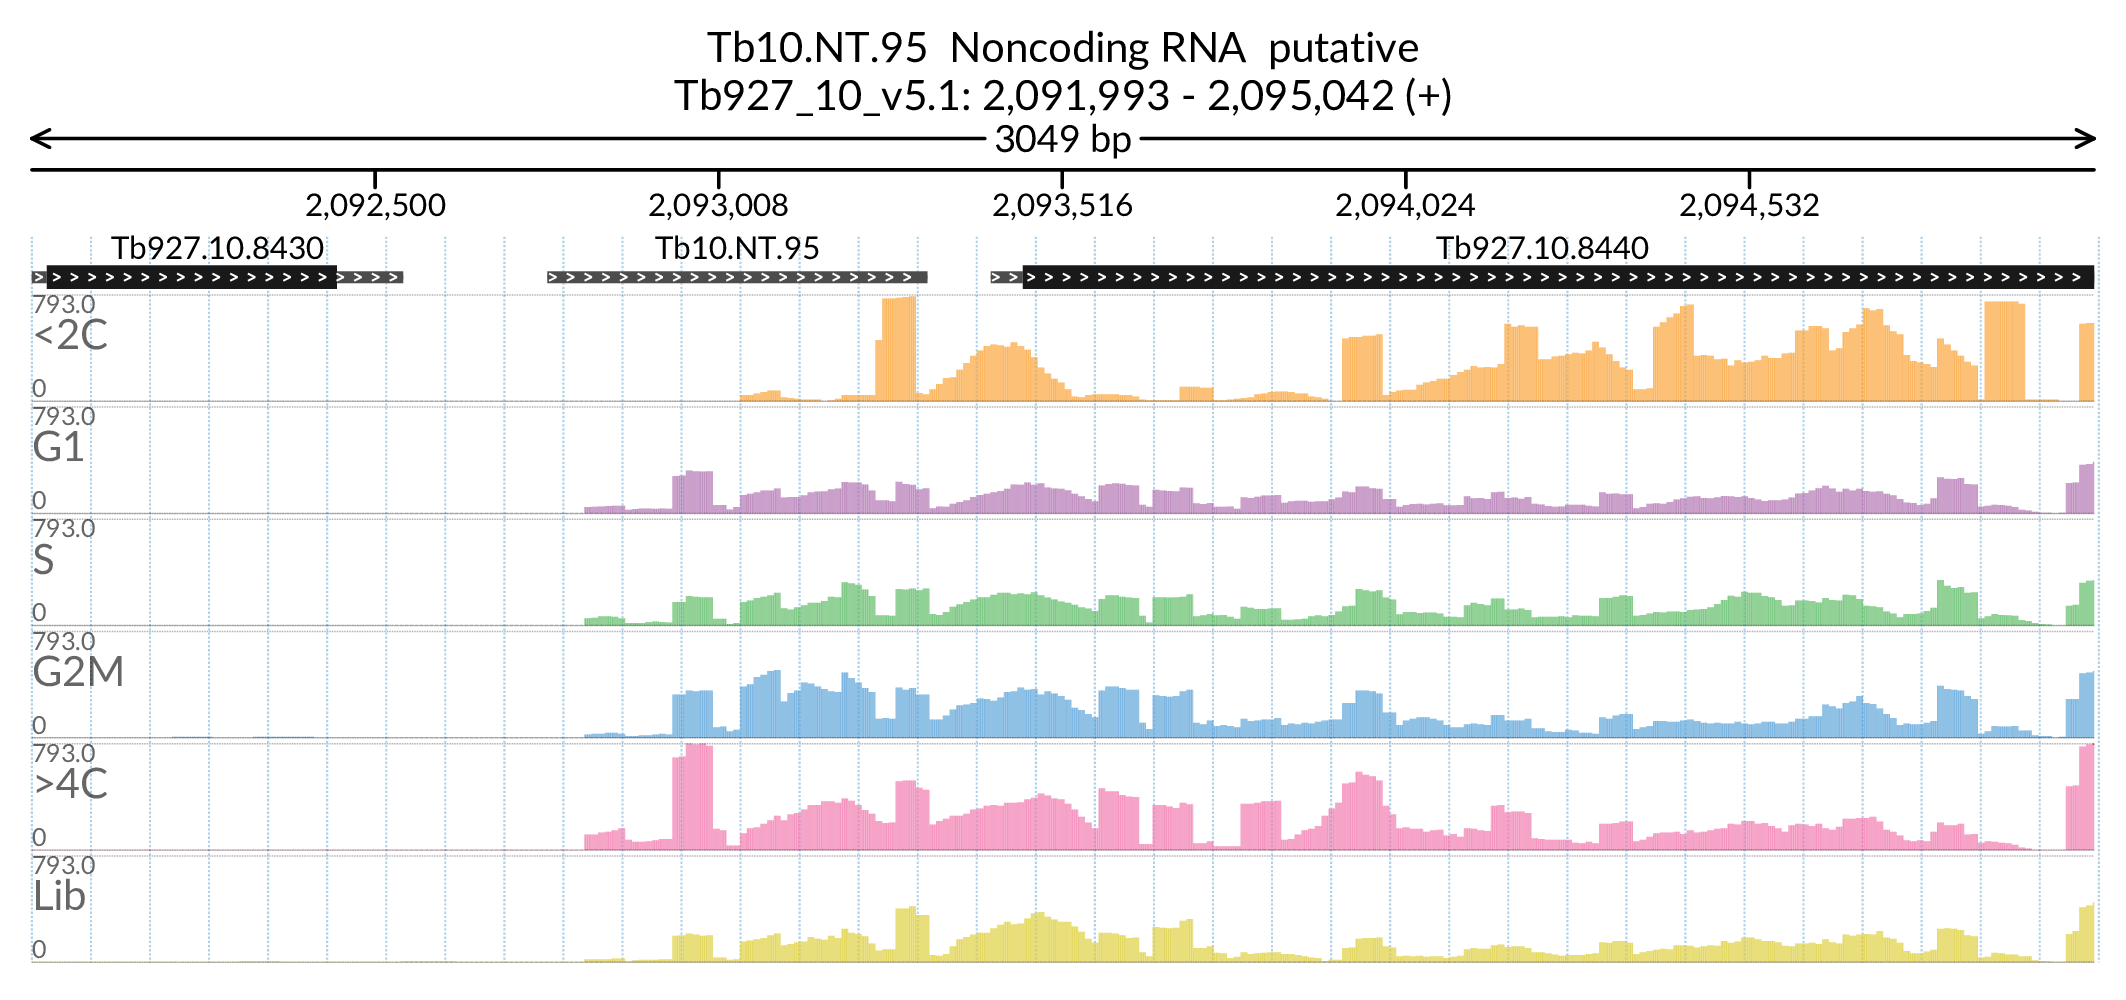 Tb10.NT.95 Noncoding RNA putative
Tb927_10_v5.1: 2,091,993 - 2,095,042 (+)
3049 bp
2,092,500 2,093,008 2,093,516 2,094,024 2,094,532
Tb927.10.8430 Tb10.NT.95 Tb927.10.8440
793.0
<2C
0
793.0
G1
0
793.0
S
0
793.0
G2M
0
793.0
>4C
0
793.0
Lib
0